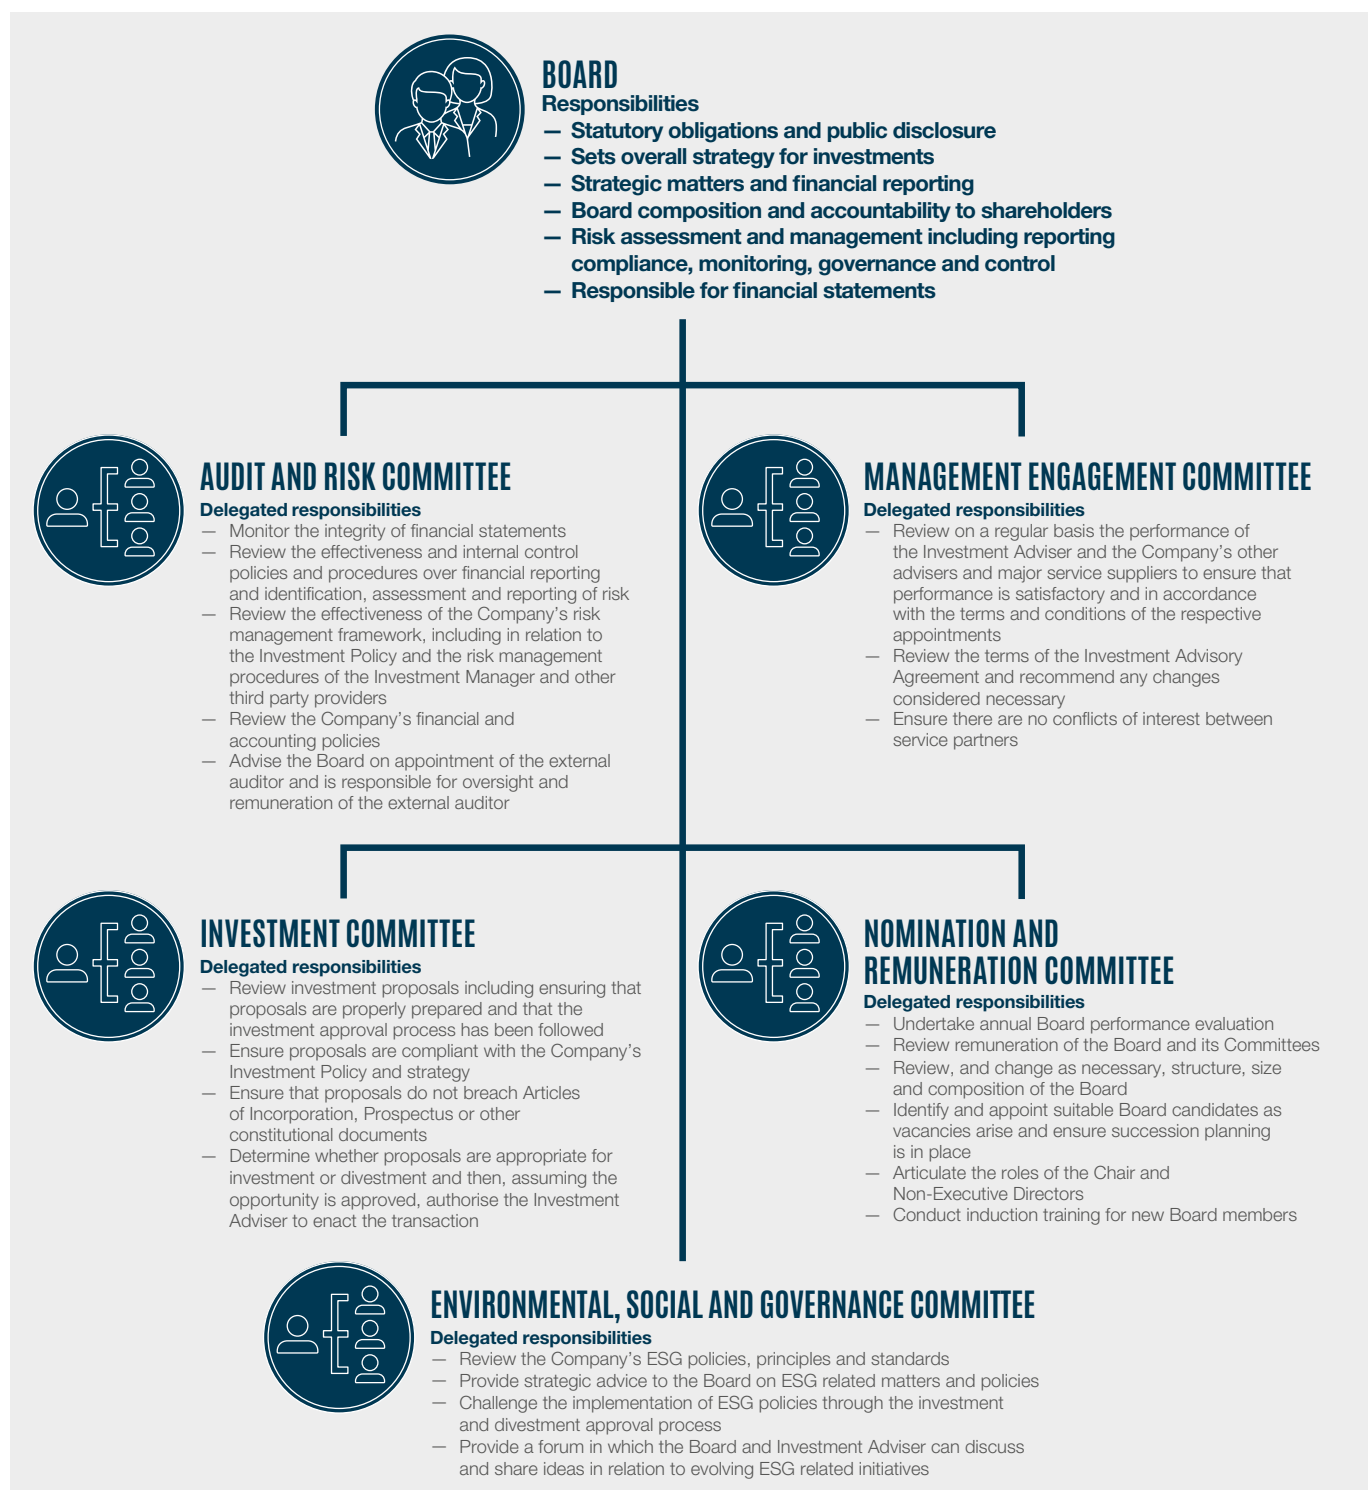 BOARD
Responsibilities
— Statutory obligations and public disclosure
— Sets overall strategy for investments
— Strategic matters and financial reporting
— Board composition and accountability to shareholders
— Risk assessment and management including reporting
compliance, monitoring, governance and control
— Responsible for financial statements
AUDIT AND RISK COMMITTEE
Delegated responsibilities
— Monitor the integrity of financial statements
— Review the effectiveness and internal control
policies and procedures over financial reporting
and identification, assessment and reporting of risk
— Review the effectiveness of the Company's risk
management framework, including in relation to
the Investment Policy and the risk management
procedures of the Investment Manager and other
third party providers
— Review the Company's financial and
accounting policies
— Advise the Board on appointment of the external
auditor and is responsible for oversight and
remuneration of the external auditor
MANAGEMENT ENGAGEMENT COMMITTEE
Delegated responsibilities
— Review on a regular basis the performance of
the Investment Adviser and the Company's other
advisers and major service suppliers to ensure that
performance is satisfactory and in accordance
with the terms and conditions of the respective
appointments
— Review the terms of the Investment Advisory
Agreement and recommend any changes
considered necessary
— Ensure there are no conflicts of interest between
service partners
INVESTMENT COMMITTEE
Delegated responsibilities
— Review investment proposals including ensuring that
proposals are properly prepared and that the
investment approval process has been followed
— Ensure proposals are compliant with the Company's
Investment Policy and strategy
— Ensure that proposals do not breach Articles
of Incorporation, Prospectus or other
constitutional documents
— Determine whether proposals are appropriate for
investment or divestment and then, assuming the
opportunity is approved, authorise the Investment
Adviser to enact the transaction
NOMINATION AND
REMUNERATION COMMITTEE
Delegated responsibilities
— Undertake annual Board performance evaluation
— Review remuneration of the Board and its Committees
— Review, and change as necessary, structure, size
and composition of the Board
— Identify and appoint suitable Board candidates as
vacancies arise and ensure succession planning
is in place
— Articulate the roles of the Chair and
Non-Executive Directors
— Conduct induction training for new Board members
ENVIRONMENTAL, SOCIAL AND GOVERNANCE COMMITTEE
Delegated responsibilities
— Review the Company's ESG policies, principles and standards
— Provide strategic advice to the Board on ESG related matters and policies
— Challenge the implementation of ESG policies through the investment
and divestment approval process
— Provide a forum in which the Board and Investment Adviser can discuss
and share ideas in relation to evolving ESG related initiatives